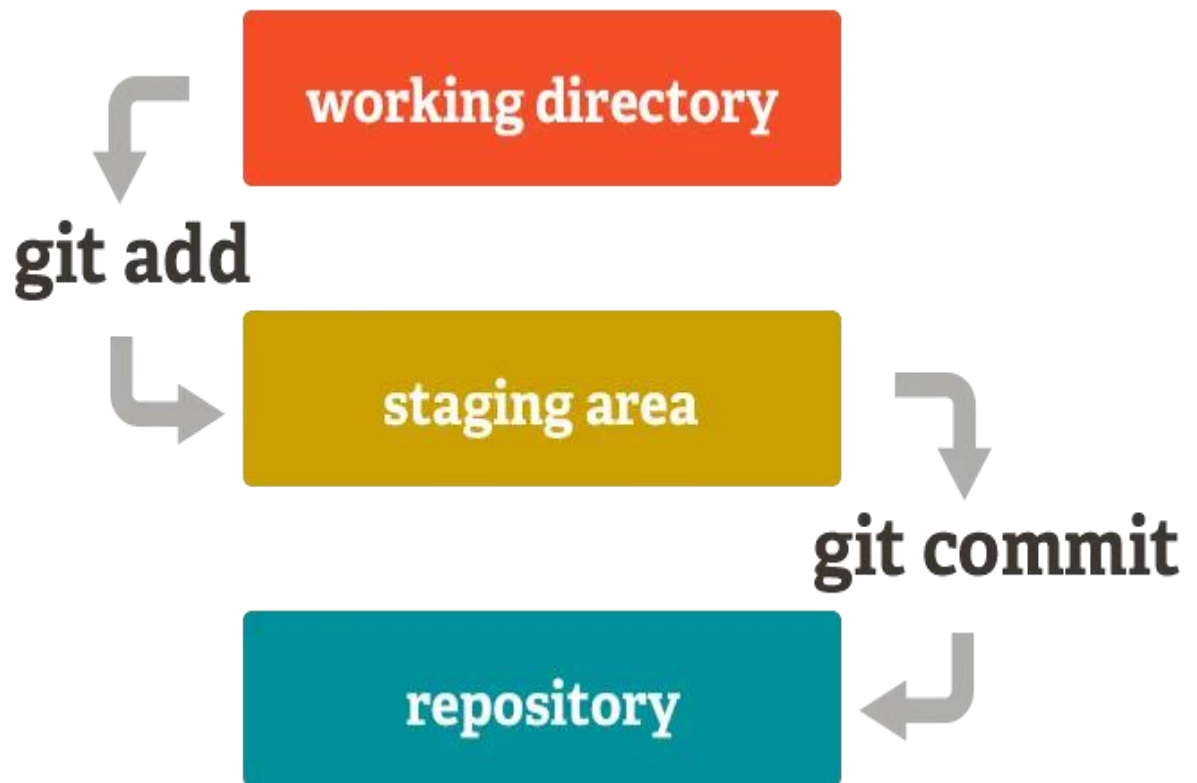 working directory
git add
staging area
git commit
repository